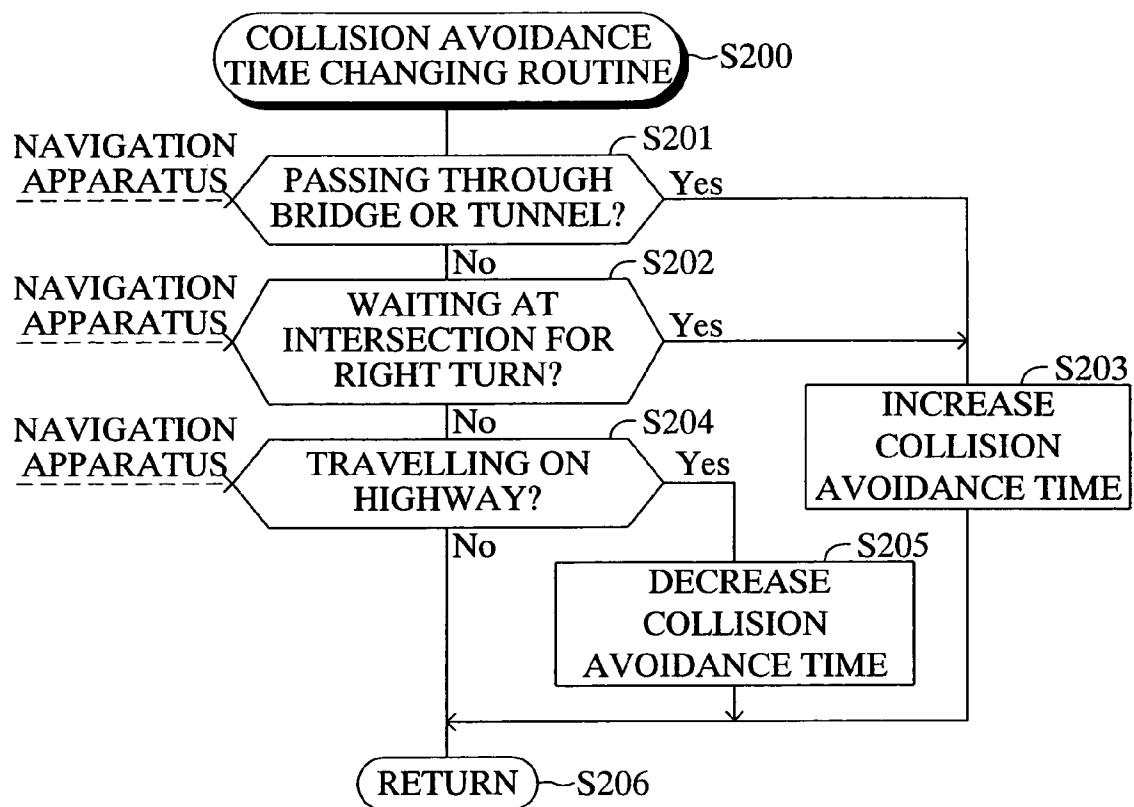 COLLISION AVOIDANCE
TIME CHANGING ROUTINE
S200
NAVIGATION
APPARATUS
S201
PASSING THROUGH
BRIDGE OR TUNNEL?
Yes
No
NAVIGATION
APPARATUS
S202
WAITING AT
INTERSECTION FOR
RIGHT TURN?
Yes
No
S203
INCREASE
COLLISION
AVOIDANCE TIME
NAVIGATION
APPARATUS
S204
TRAVELLING ON
HIGHWAY?
Yes
No
S205
DECREASE
COLLISION
AVOIDANCE TIME
RETURN
S206